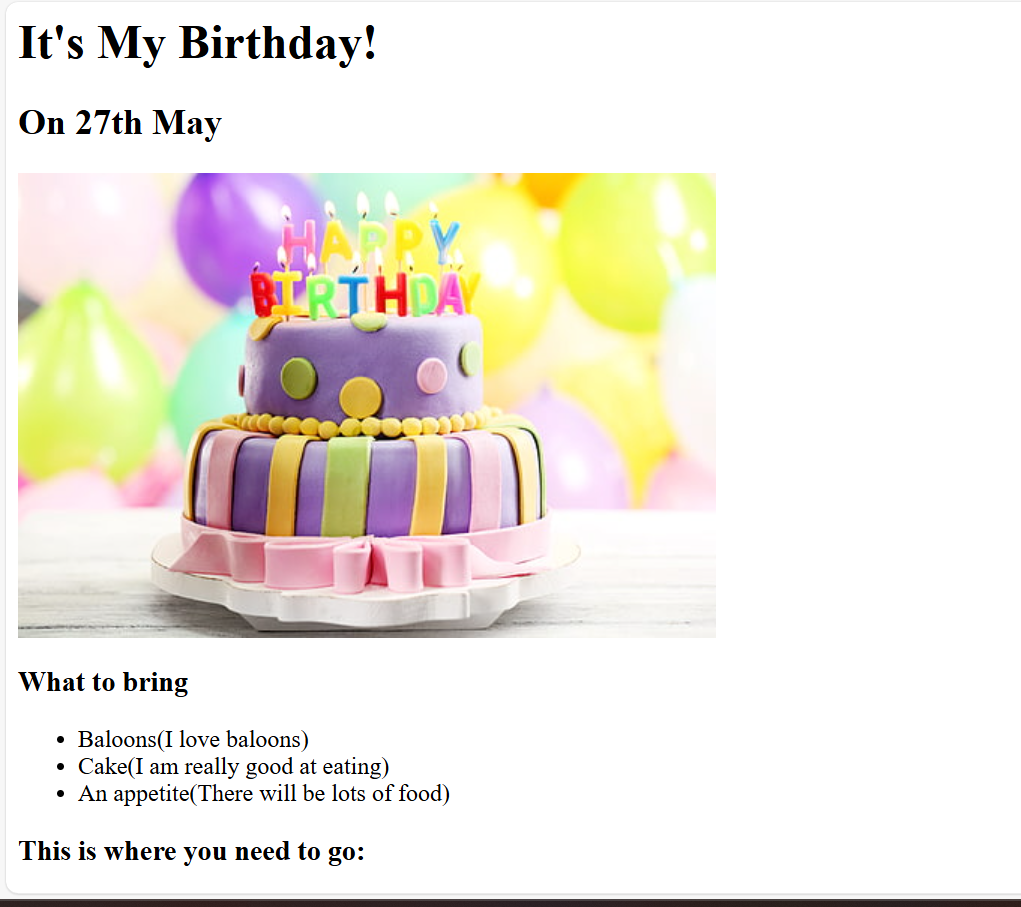 It's My Birthday!
On 27th May
HAPPY
BIRTHDAY
What to bring
Baloons(I love baloons)
Cake(I am really good at eating)
An appetite(There will be lots of food)
This is where you need to go: